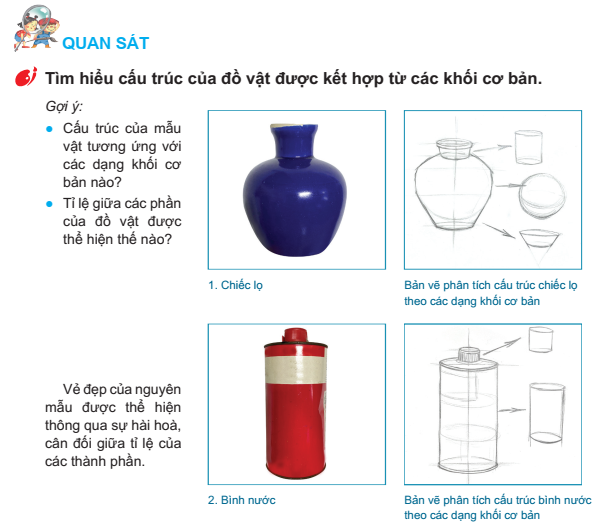 QUAN SÁT
Tìm hiểu cấu trúc của đồ vật được kết hợp từ các khối cơ bản.
Gợi ý:
● Cấu trúc của mẫu
vật tương ứng với
các dạng khối cơ
bản nào?
● Tỉ lệ giữa các phần
của đồ vật được
thể hiện thế nào?
1. Chiếc lọ
Bản vẽ phân tích cấu trúc chiếc lọ
theo các dạng khối cơ bản
Vẻ đẹp của nguyên
mẫu được thể hiện
thông qua sự hài hoà,
cân đối giữa tỉ lệ của
các thành phần.
2. Bình nước
Bản vẽ phân tích cấu trúc bình nước
theo các dạng khối cơ bản